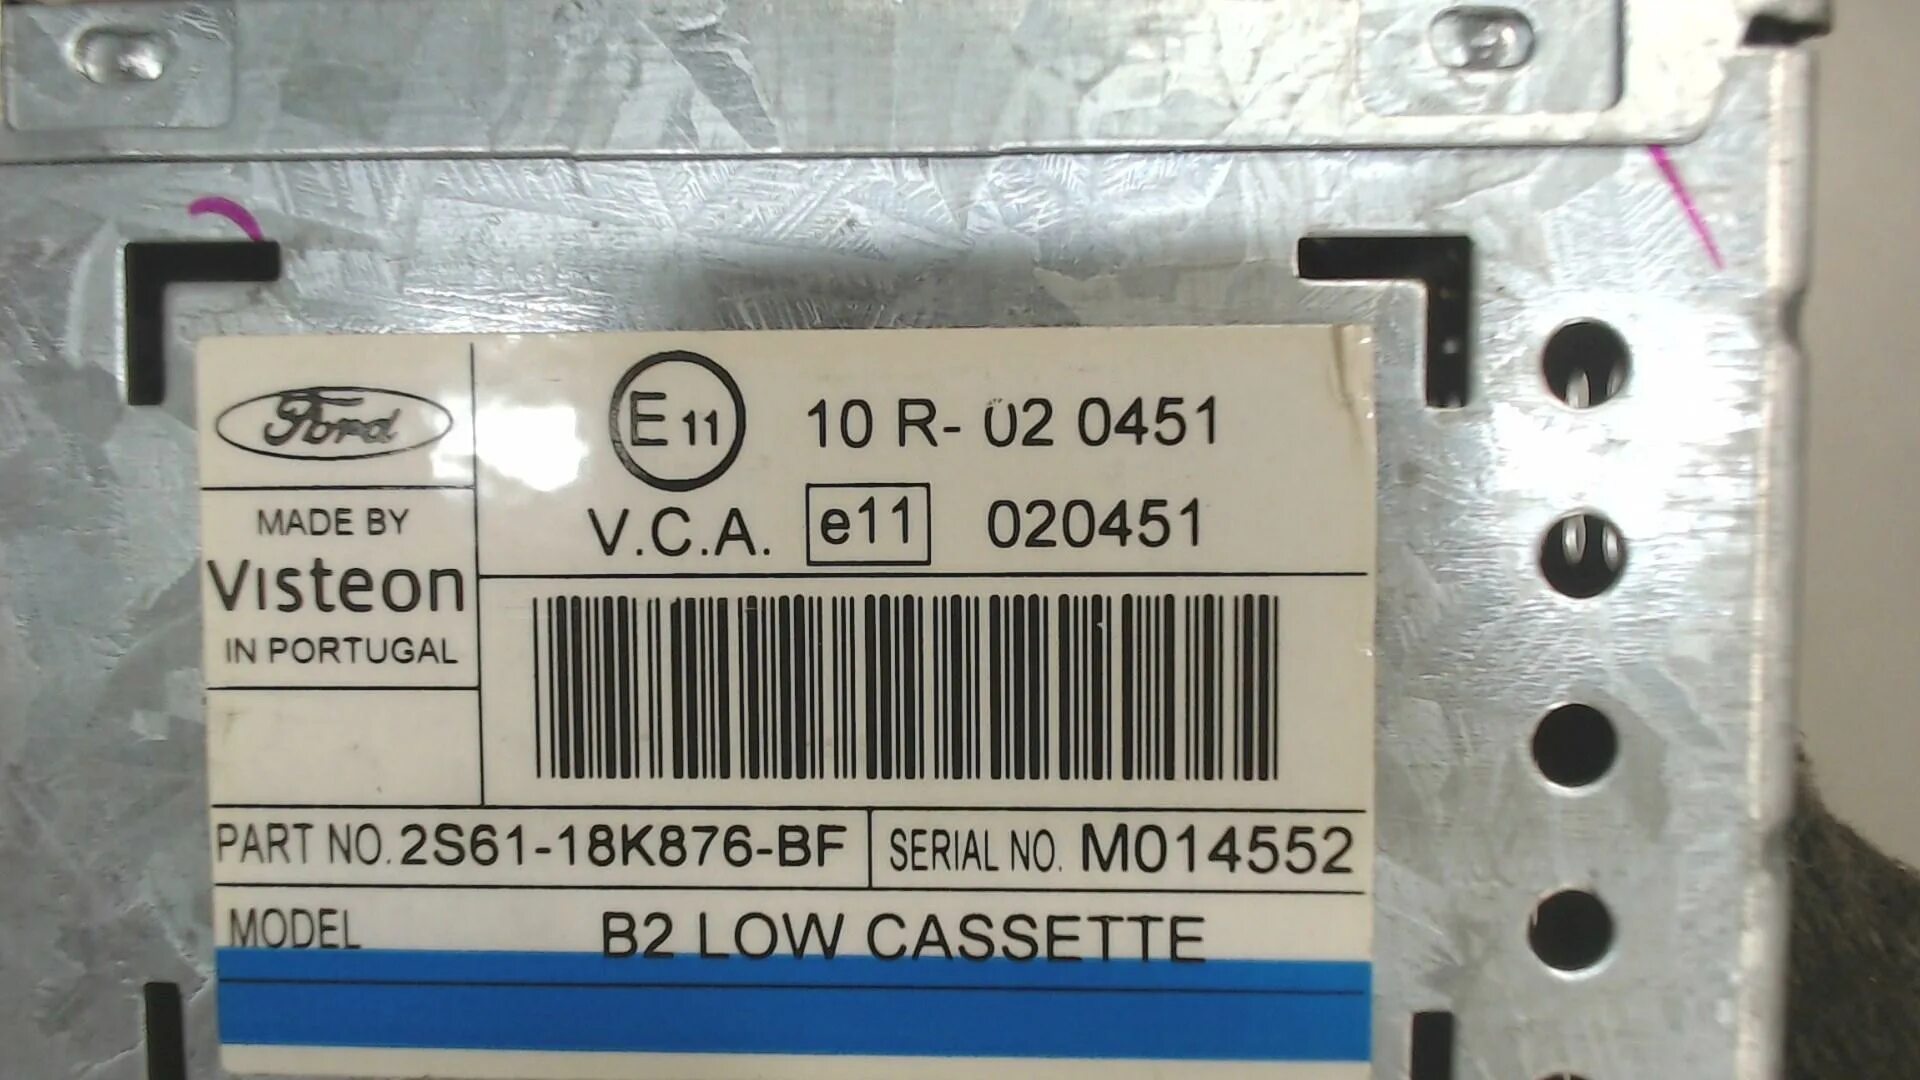 Ford
MADE BY
Visteon
IN PORTUGAL
E 11 10 R- 02 0451
V.C.A. e11 020451
PART NO. 2S61-18K876-BF SERIAL NO. M014552
MODEL B2 LOW CASSETTE